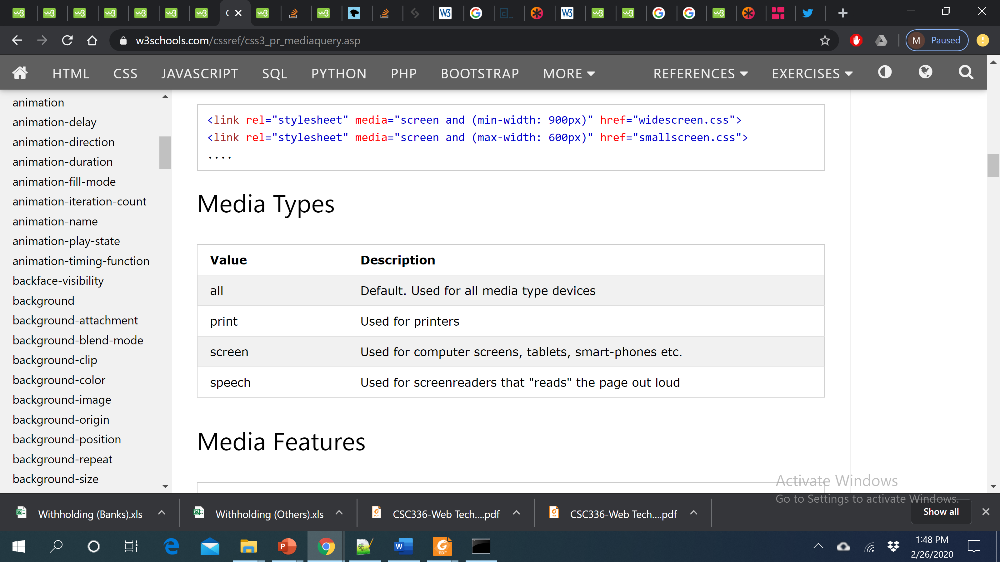 w3schools.com/cssref/css3_pr_mediaquery.asp
M Paused
HTML CSS JAVASCRIPT SQL PYTHON PHP BOOTSTRAP MORE REFERENCES EXERCISES
animation
animation-delay
animation-direction
animation-duration
animation-fill-mode
animation-iteration-count
animation-name
animation-play-state
animation-timing-function
backface-visibility
background
background-attachment
background-blend-mode
background-clip
background-color
background-image
background-origin
background-position
background-repeat
background-size
<link rel="stylesheet" media="screen and (min-width: 900px)" href="widescreen.css">
<link rel="stylesheet" media="screen and (max-width: 600px)" href="smallscreen.css">
....
Media Types
Value Description
all Default. Used for all media type devices
print Used for printers
screen Used for computer screens, tablets, smart-phones etc.
speech Used for screenreaders that "reads" the page out loud
Media Features
Activate Windows
Go to Settings to activate Windows.
Withholding (Banks).xls
Withholding (Others).xls
CSC336-Web Tech....pdf
CSC336-Web Tech....pdf
Show all
1:48 PM
2/26/2020